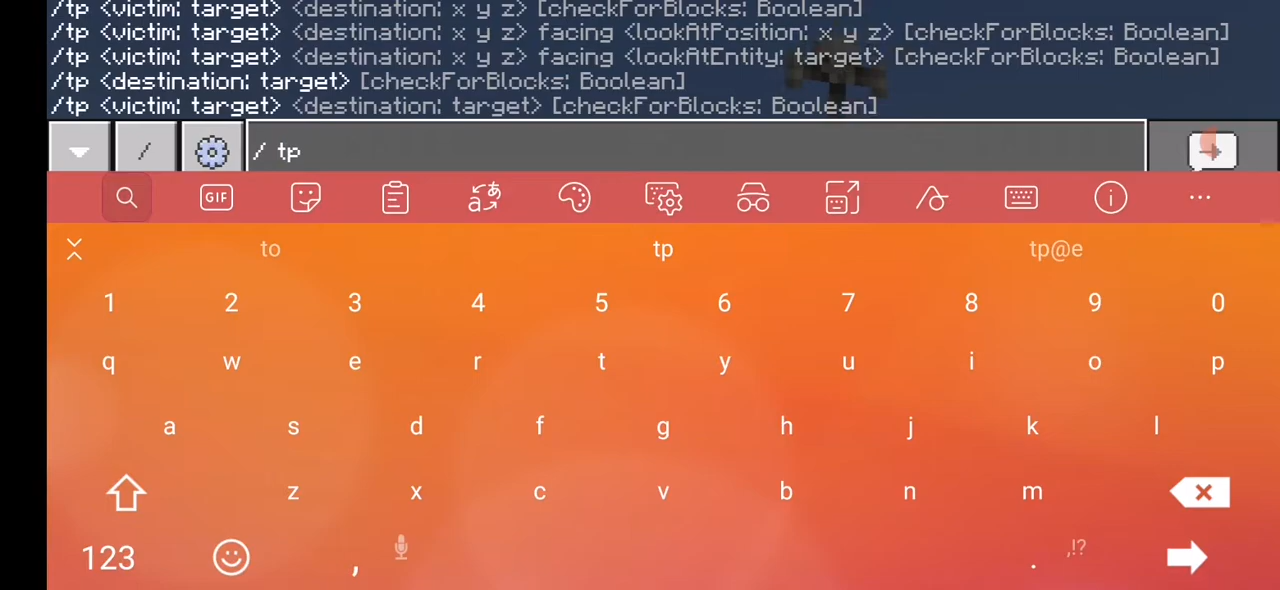 /tp <victim: target> <destination: x y z> [checkForBlocks: Boolean]
/tp <victim: target> <destination: x y z> facing <lookAtPosition: x y z> [checkForBlocks: Boolean]
/tp <victim: target> <destination: x y z> facing <lookAtEntity: target> [checkForBlocks: Boolean]
/tp <destination: target> [checkForBlocks: Boolean]
/tp <victim: target> <destination: target> [checkForBlocks: Boolean]
/ / tp
GIF あa
to tp tp@e
1 2 3 4 5 6 7 8 9 0
q w e r t y u i o p
a s d f g h j k l
z x c v b n m
123 , . ,!?